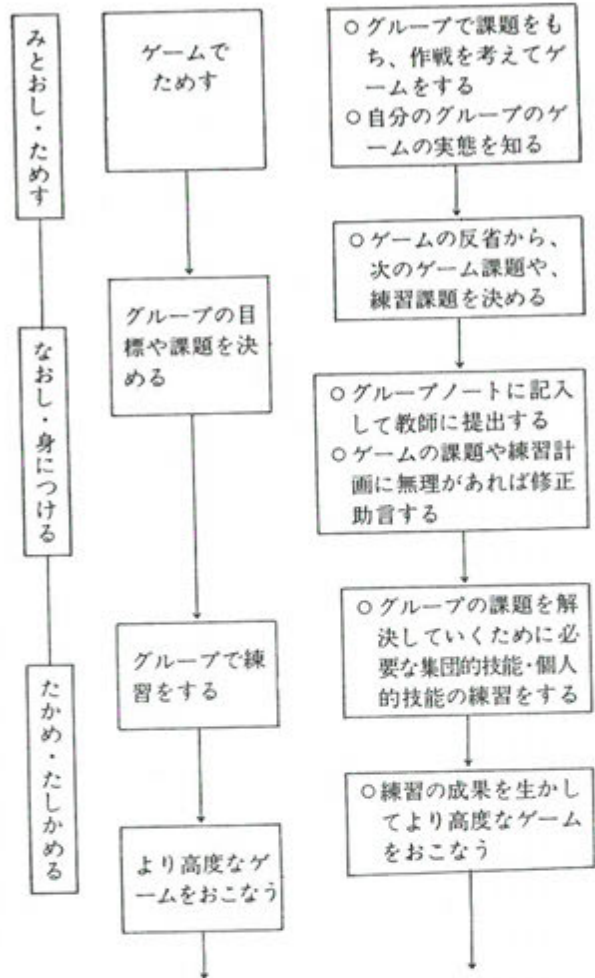 みとおし・ためす
なおし・身につける
たかめ・たしかめる
ゲームで
ためす
グループの目
標や課題を決
める
グループで練
習をする
より高度なゲ
ームをおこなう
○グループで課題をも
ち、作戦を考えてゲ
ームをする
○自分のグループのゲ
ームの実態を知る
○ゲームの反省から、
次のゲーム課題や、
練習課題を決める
○グループノートに記入
して教師に提出する
○ゲームの課題や練習計
画に無理があれば修正
助言する
○グループの課題を解
決していくために必
要な集団的技能・個人
的技能の練習をする
○練習の成果を生かし
てより高度なゲーム
をおこなう